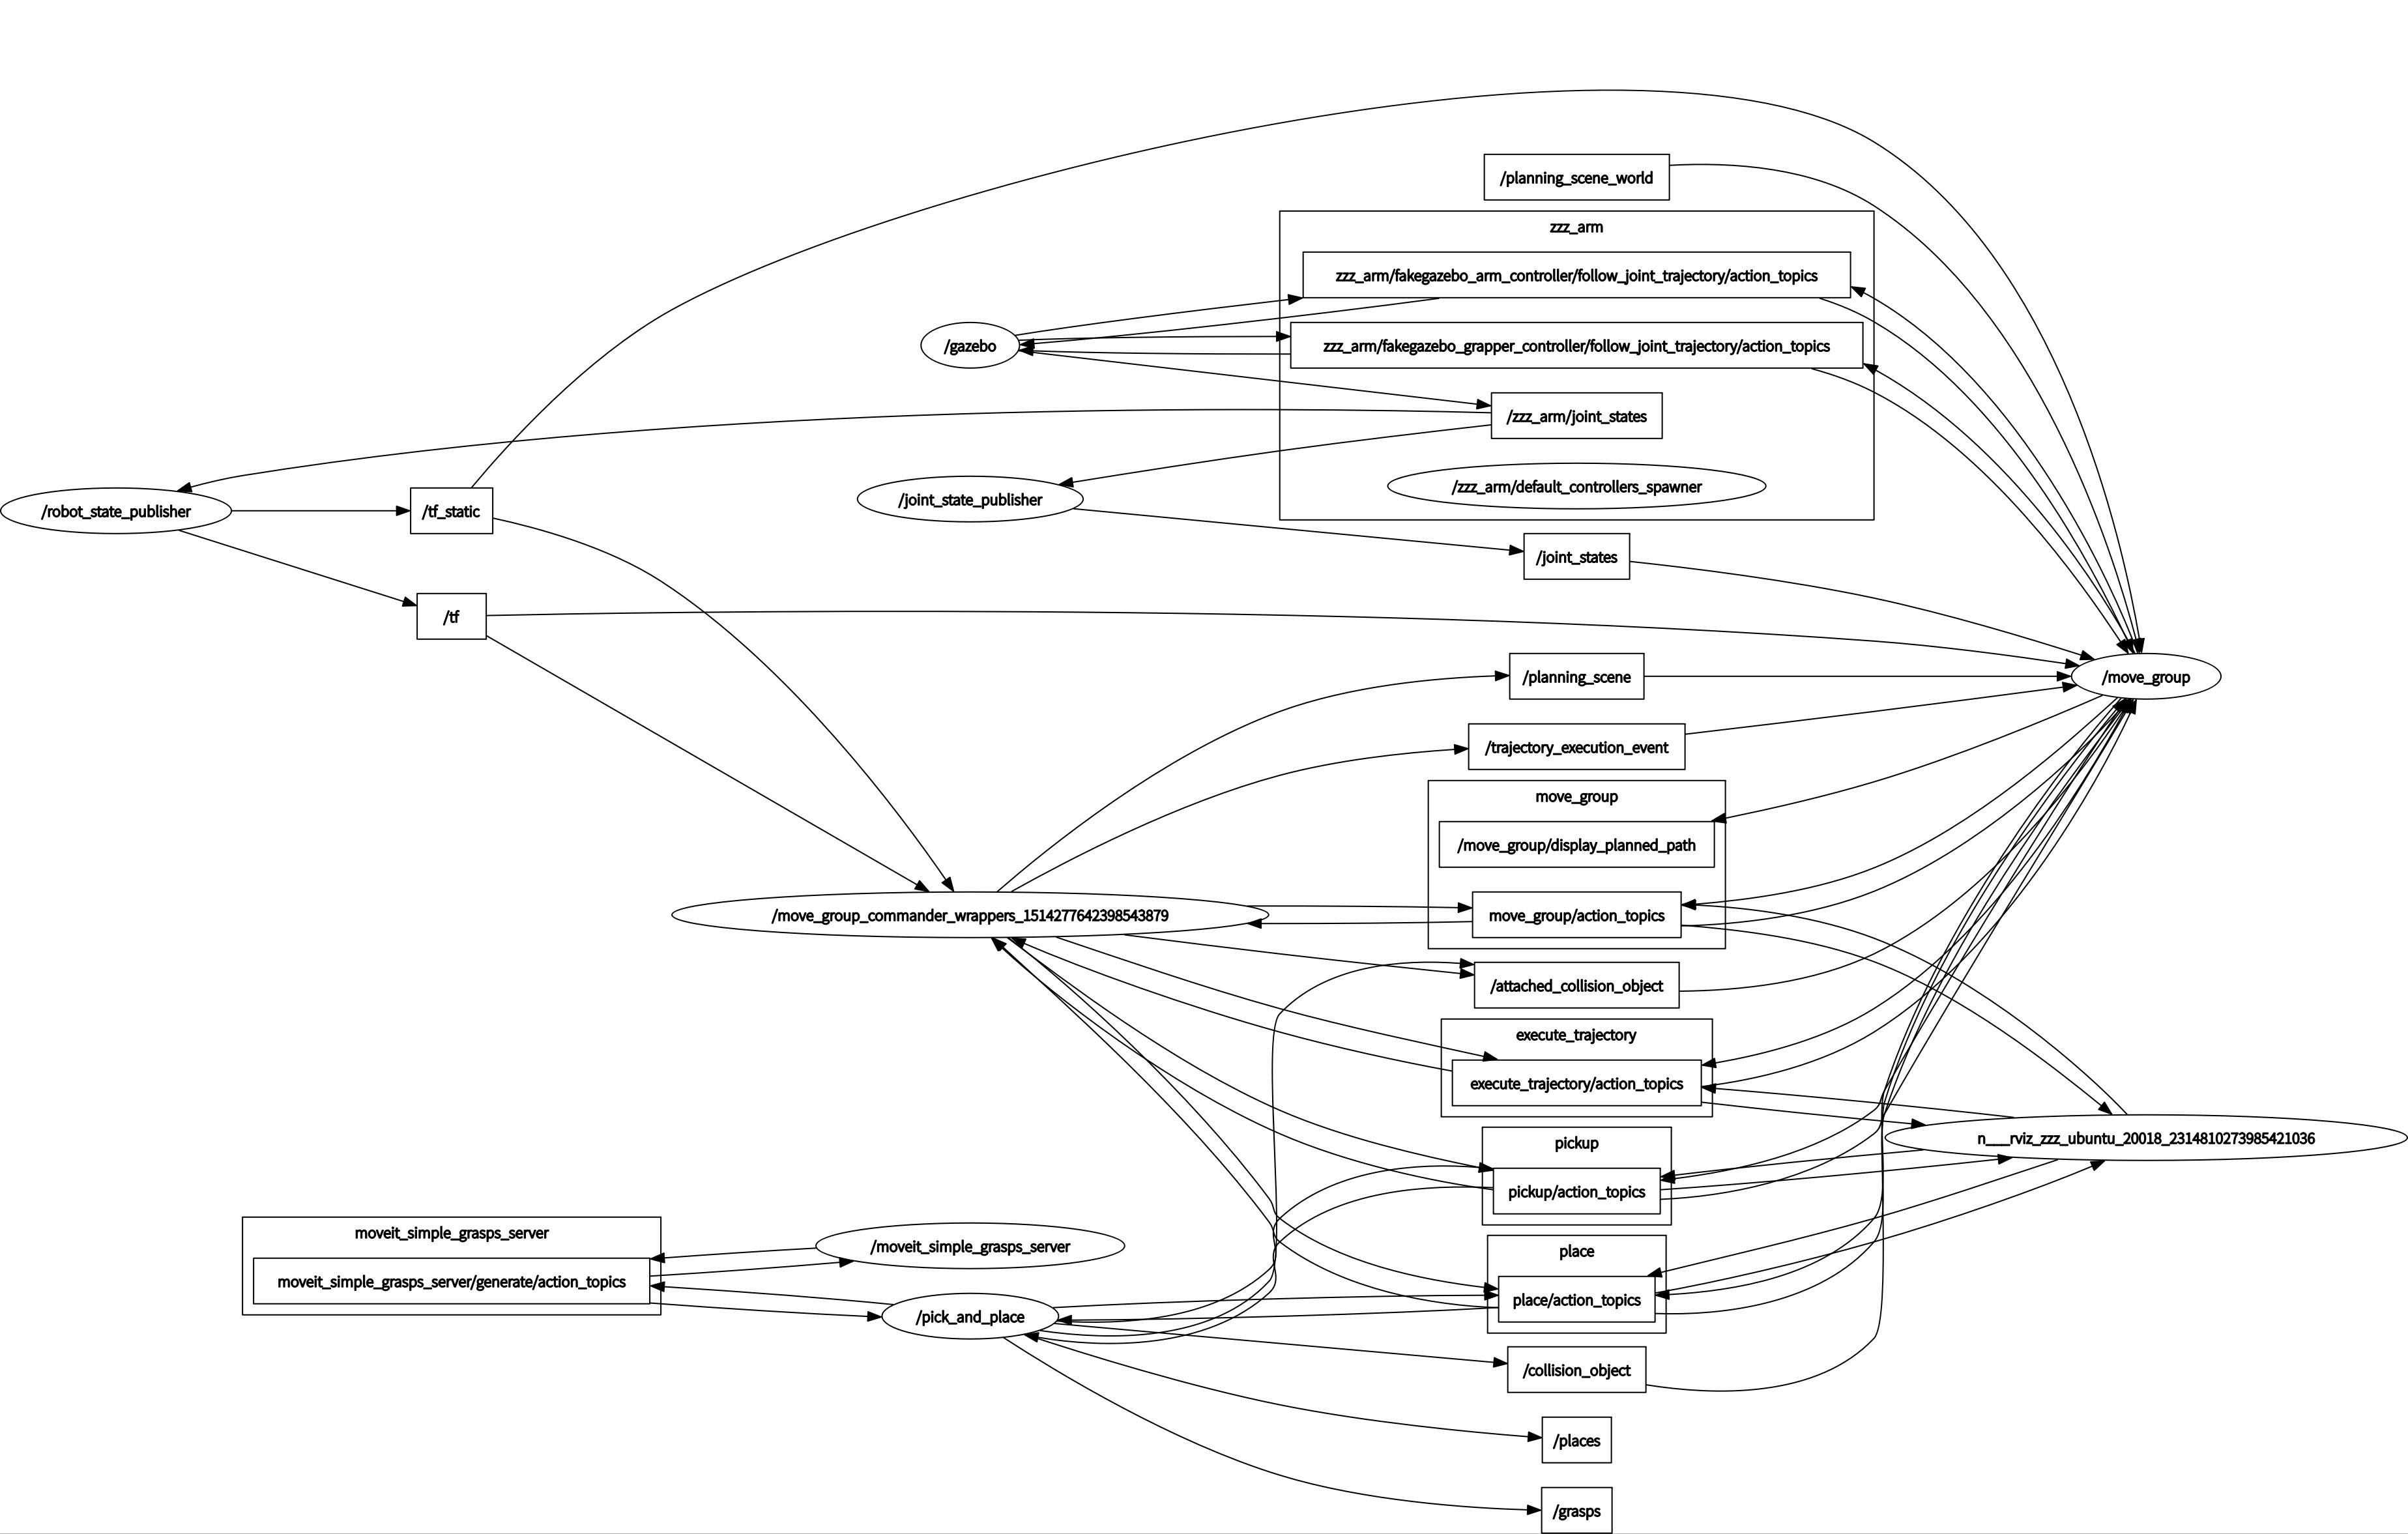 /planning_scene_world
zzz_arm
zzz_arm/fakegazebo_arm_controller/follow_joint_trajectory/action_topics
/gazebo
zzz_arm/fakegazebo_grapper_controller/follow_joint_trajectory/action_topics
/zzz_arm/joint_states
/zzz_arm/default_controllers_spawner
/joint_state_publisher
/robot_state_publisher
/tf_static
/joint_states
/tf
/planning_scene
/move_group
/trajectory_execution_event
move_group
/move_group/display_planned_path
/move_group_commander_wrappers_1514277642398543879
move_group/action_topics
/attached_collision_object
execute_trajectory
execute_trajectory/action_topics
n___rviz_zzz_ubuntu_20018_2314810273985421036
pickup
pickup/action_topics
moveit_simple_grasps_server
/moveit_simple_grasps_server
moveit_simple_grasps_server/generate/action_topics
place
place/action_topics
/pick_and_place
/collision_object
/places
/grasps